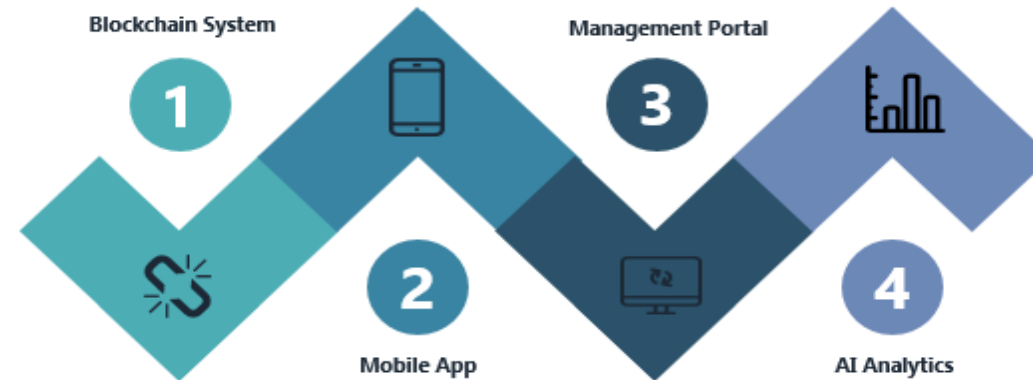 Blockchain System
1
2
Mobile App
Management Portal
3
4
AI Analytics